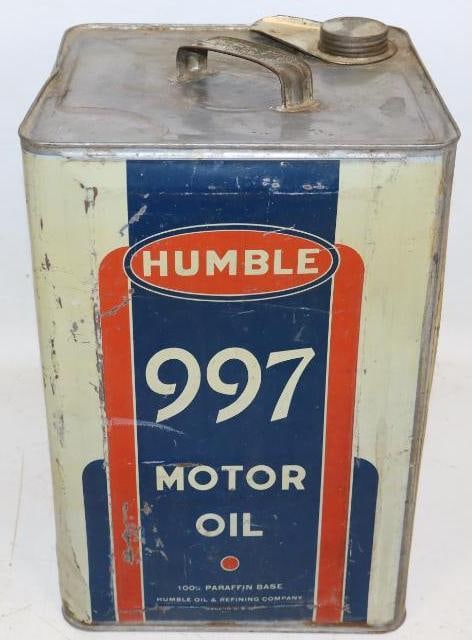 HUMBLE
997
MOTOR
OIL
100% PARAFFIN BASE
HUMBLE OIL & REFINING COMPANY